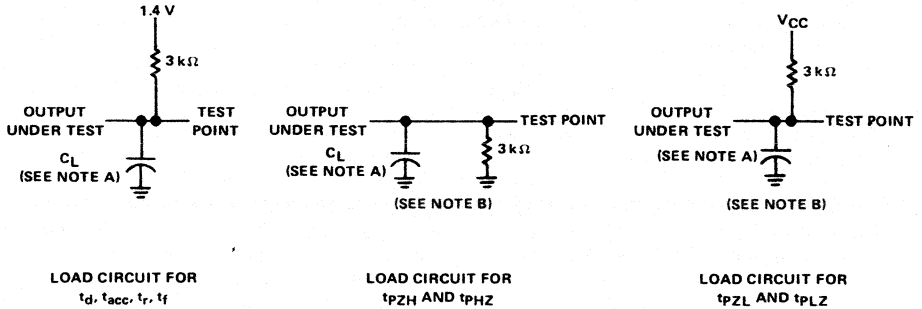 1.4 V
3 kΩ
OUTPUT
UNDER TEST
TEST
POINT
CL
(SEE NOTE A)
LOAD CIRCUIT FOR
td, tacc, tr, tf
OUTPUT
UNDER TEST
TEST POINT
3 kΩ
CL
(SEE NOTE A)
(SEE NOTE B)
LOAD CIRCUIT FOR
tPZH AND tPHZ
VCC
3 kΩ
OUTPUT
UNDER TEST
TEST POINT
(SEE NOTE A)
(SEE NOTE B)
LOAD CIRCUIT FOR
tPZL AND tPLZ